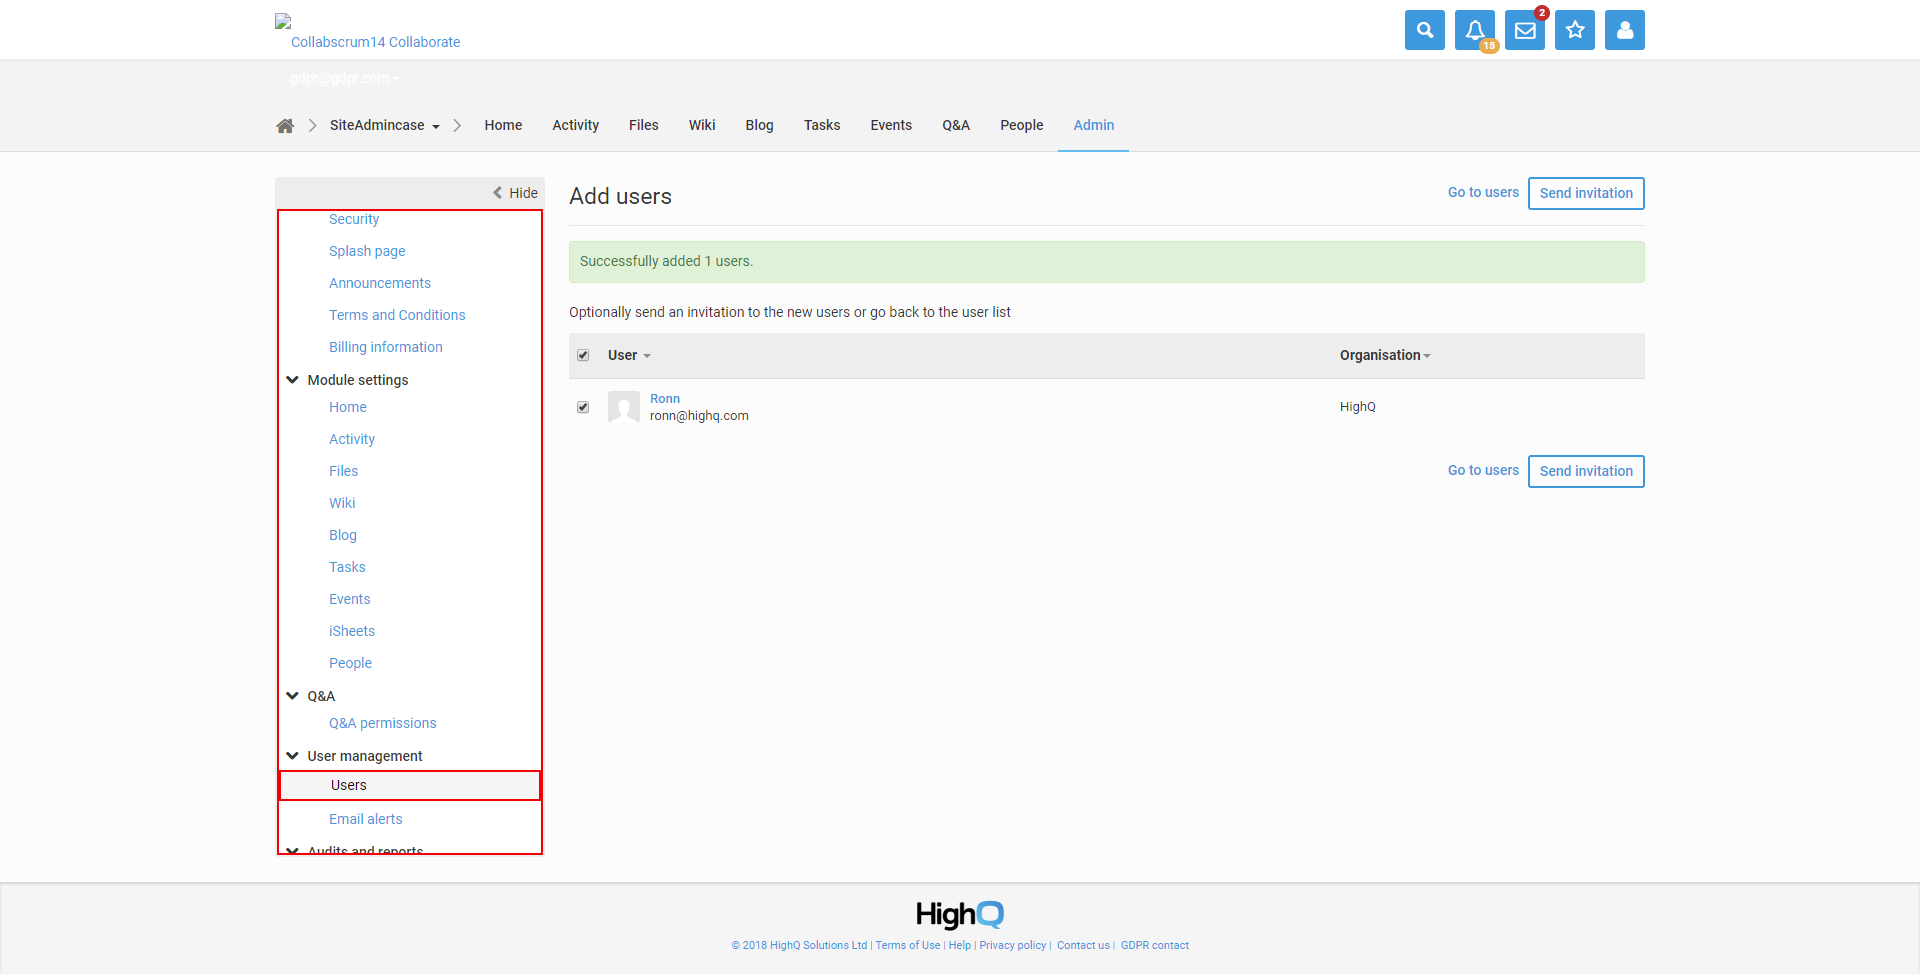 Collabscrum14 Collaborate
15
2
gdpr@gdpr.com
SiteAdmincase
Home Activity Files Wiki Blog Tasks Events Q&A People Admin
Hide
Security
Splash page
Announcements
Terms and Conditions
Billing information
Module settings
Home
Activity
Files
Wiki
Blog
Tasks
Events
iSheets
People
Q&A
Q&A permissions
User management
Users
Email alerts
Audits and reports
Add users
Go to users Send invitation
Successfully added 1 users.
Optionally send an invitation to the new users or go back to the user list
User Organisation
Ronn
ronn@highq.com
HighQ
Go to users Send invitation
HighQ
© 2018 HighQ Solutions Ltd | Terms of Use | Help | Privacy policy | Contact us | GDPR contact